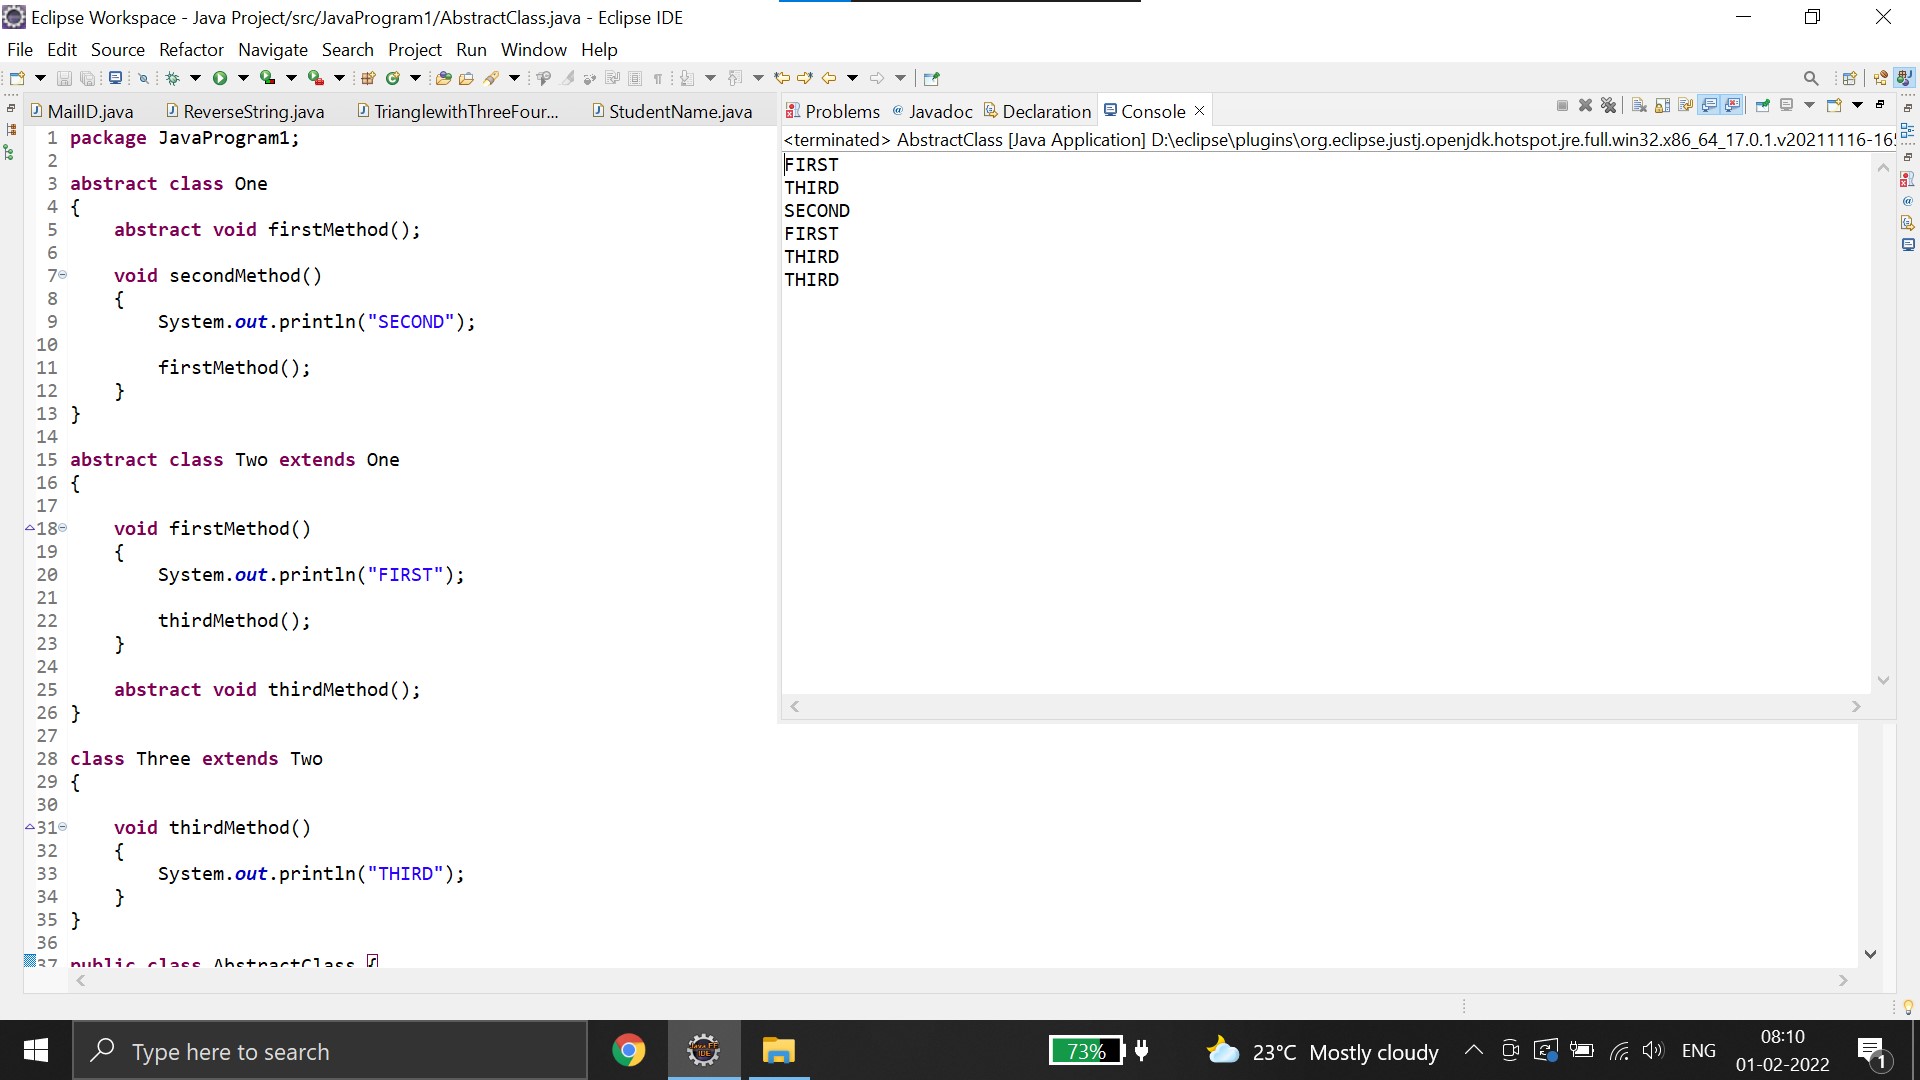 Eclipse Workspace - Java Project/src/JavaProgram1/AbstractClass.java - Eclipse IDE
File Edit Source Refactor Navigate Search Project Run Window Help
MailID.java ReverseString.java TrianglewithThreeFour... StudentName.java
1 package JavaProgram1;
2
3 abstract class One
4 {
5 abstract void firstMethod();
6
7 void secondMethod()
8 {
9 System.out.println("SECOND");
10
11 firstMethod();
12 }
13 }
14
15 abstract class Two extends One
16 {
17
18 void firstMethod()
19 {
20 System.out.println("FIRST");
21
22 thirdMethod();
23 }
24
25 abstract void thirdMethod();
26 }
27
28 class Three extends Two
29 {
30
31 void thirdMethod()
32 {
33 System.out.println("THIRD");
34 }
35 }
36
37 public class AbstractClass {
Problems @ Javadoc Declaration Console
<terminated> AbstractClass [Java Application] D:\eclipse\plugins\org.eclipse.justj.openjdk.hotspot.jre.full.win32.x86_64_17.0.1.v20211116-165
FIRST
THIRD
SECOND
FIRST
THIRD
THIRD
Type here to search
73%
23°C Mostly cloudy
ENG
08:10
01-02-2022
1